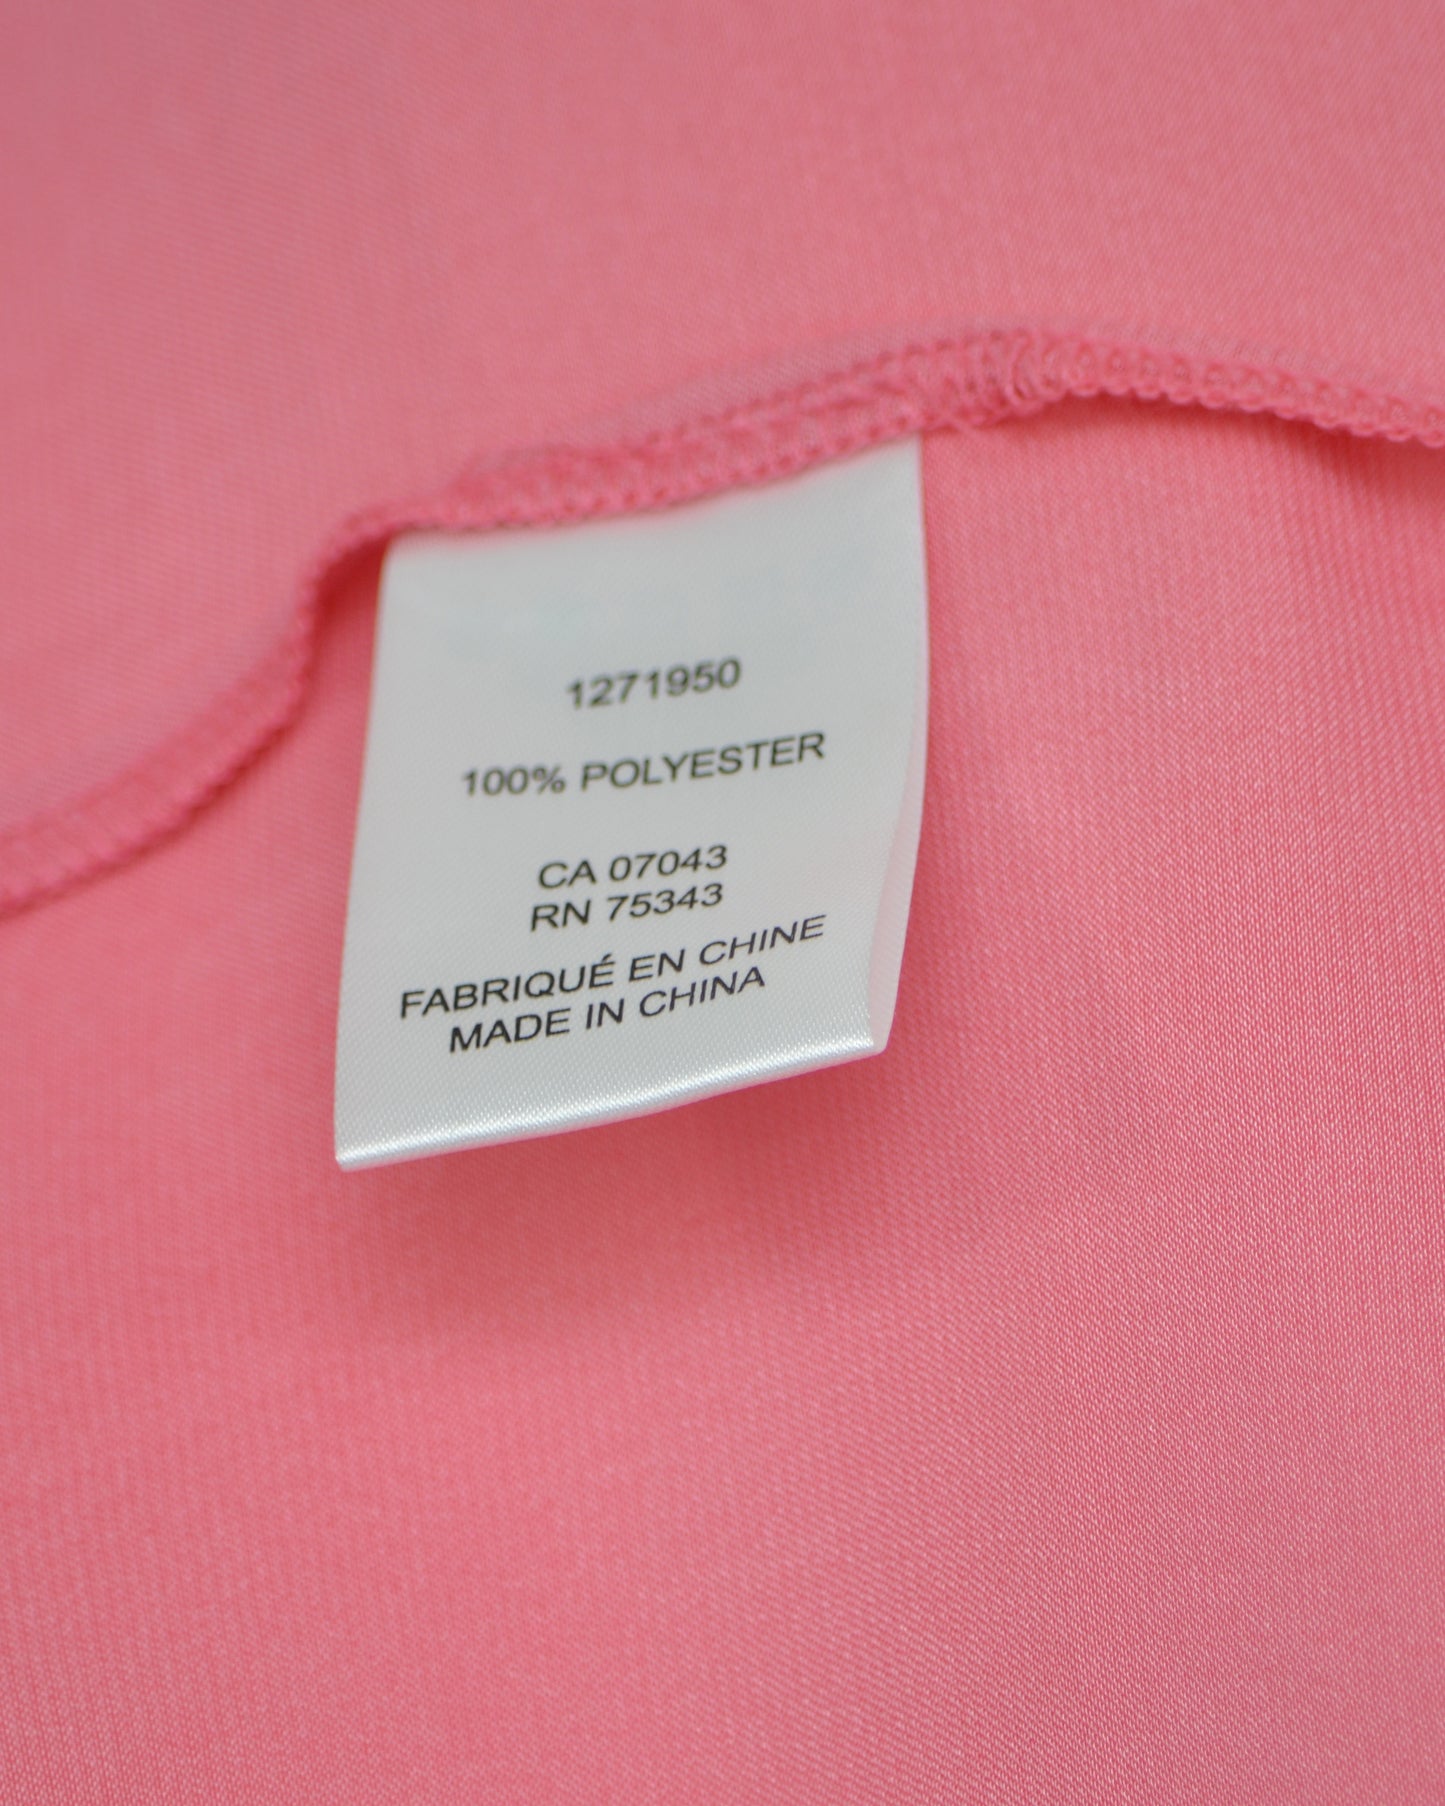 1271950
100% POLYESTER
CA 07043
RN 75343
FABRIQUÉ EN CHINE
MADE IN CHINA